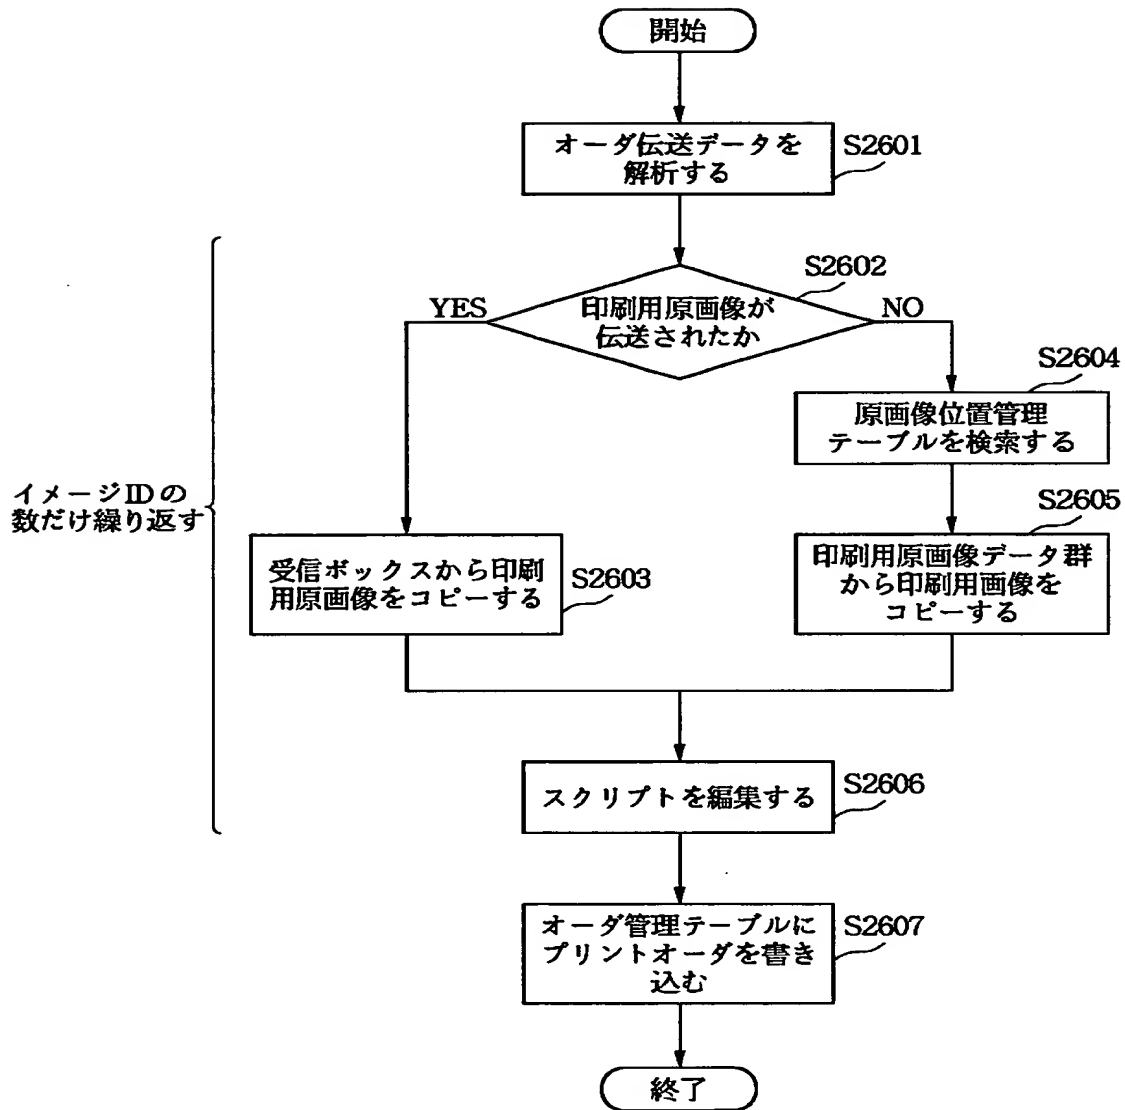 開始
オーダ伝送データを
解析する
S2601
S2602
印刷用原画像が
伝送されたか
YES
NO
S2604
原画像位置管理
テーブルを検索する
イメージIDの
数だけ繰り返す
受信ボックスから印刷
用原画像をコピーする
S2603
S2605
印刷用原画像データ群
から印刷用画像を
コピーする
スクリプトを編集する
S2606
オーダ管理テーブルに
プリントオーダを書き
込む
S2607
終了